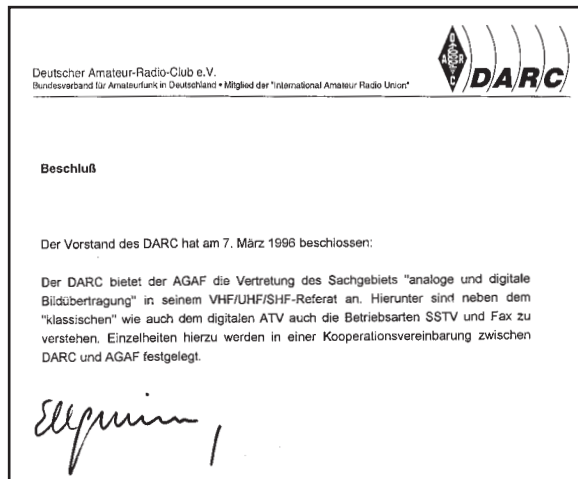 Deutscher Amateur-Radio-Club e.V.
Bundesverband für Amateurfunk in Deutschland • Mitglied der "International Amateur Radio Union"
D
A R
C
DARC
Beschluß
Der Vorstand des DARC hat am 7. März 1996 beschlossen:
Der DARC bietet der AGAF die Vertretung des Sachgebiets "analoge und digitale
Bildübertragung" in seinem VHF/UHF/SHF-Referat an. Hierunter sind neben dem
"klassischen" wie auch dem digitalen ATV auch die Betriebsarten SSTV und Fax zu
verstehen. Einzelheiten hierzu werden in einer Kooperationsvereinbarung zwischen
DARC und AGAF festgelegt.